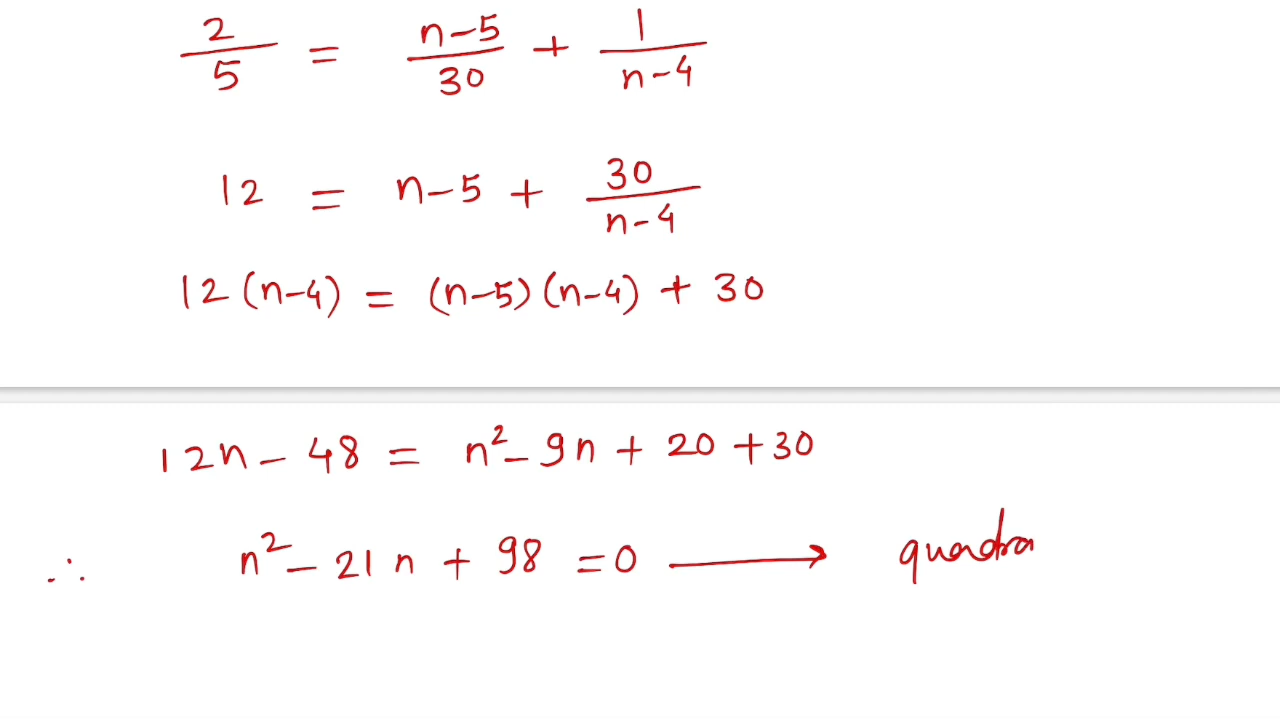 2/5 = (n-5)/30 + 1/(n-4)
12 = n-5 + 30/(n-4)
12(n-4) = (n-5)(n-4) + 30
12n - 48 = n² - 9n + 20 + 30
∴ n² - 21n + 98 = 0 ⟶ quadra